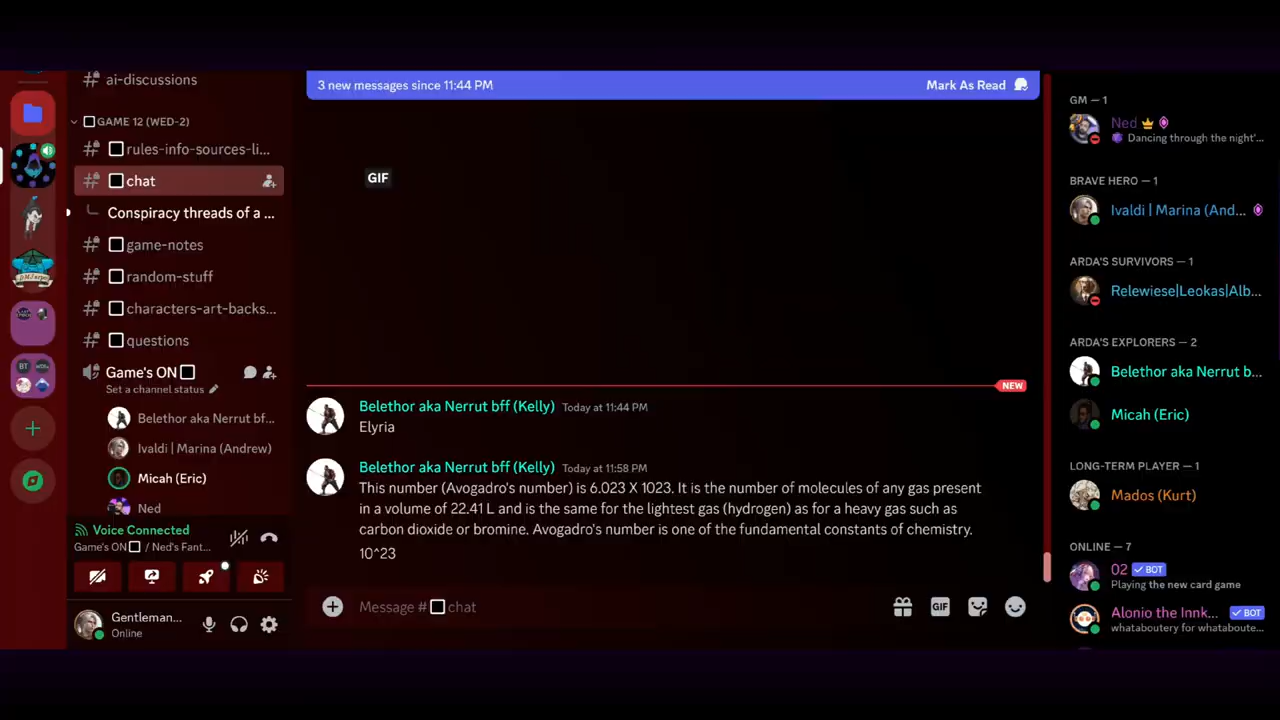 ai-discussions
GAME 12 (WED-2)
rules-info-sources-li...
chat
Conspiracy threads of a ...
game-notes
random-stuff
characters-art-backs...
questions
Game's ON
Set a channel status
Belethor aka Nerrut bf...
Ivaldi | Marina (Andrew)
Micah (Eric)
Ned
Voice Connected
Game's ON / Ned's Fant...
Gentleman...
Online
3 new messages since 11:44 PM
Mark As Read
GIF
NEW
Belethor aka Nerrut bff (Kelly) Today at 11:44 PM
Elyria
Belethor aka Nerrut bff (Kelly) Today at 11:58 PM
This number (Avogadro's number) is 6.023 X 1023. It is the number of molecules of any gas present
in a volume of 22.41 L and is the same for the lightest gas (hydrogen) as for a heavy gas such as
carbon dioxide or bromine. Avogadro's number is one of the fundamental constants of chemistry.
10^23
Message # chat
GIF
GM — 1
Ned
Dancing through the night'...
BRAVE HERO — 1
Ivaldi | Marina (And...
ARDA'S SURVIVORS — 1
Relewiese|Leokas|Alb...
ARDA'S EXPLORERS — 2
Belethor aka Nerrut b...
Micah (Eric)
LONG-TERM PLAYER — 1
Mados (Kurt)
ONLINE — 7
02 BOT
Playing the new card game
Alonio the Innk... BOT
whataboutery for whataboute...